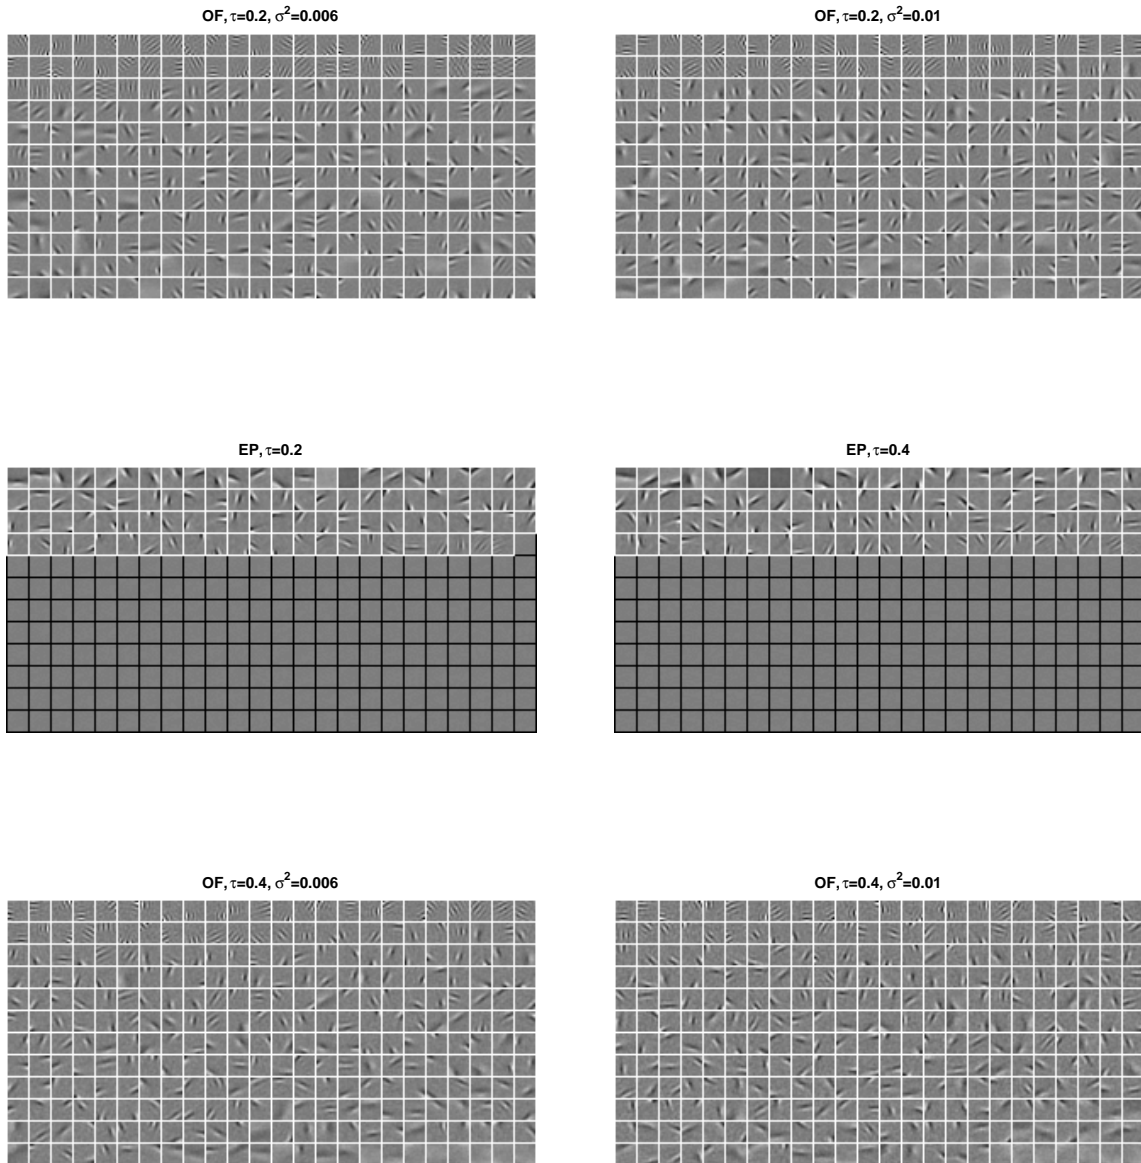 OF, τ=0.2, σ²=0.006
OF, τ=0.2, σ²=0.01
EP, τ=0.2
EP, τ=0.4
OF, τ=0.4, σ²=0.006
OF, τ=0.4, σ²=0.01